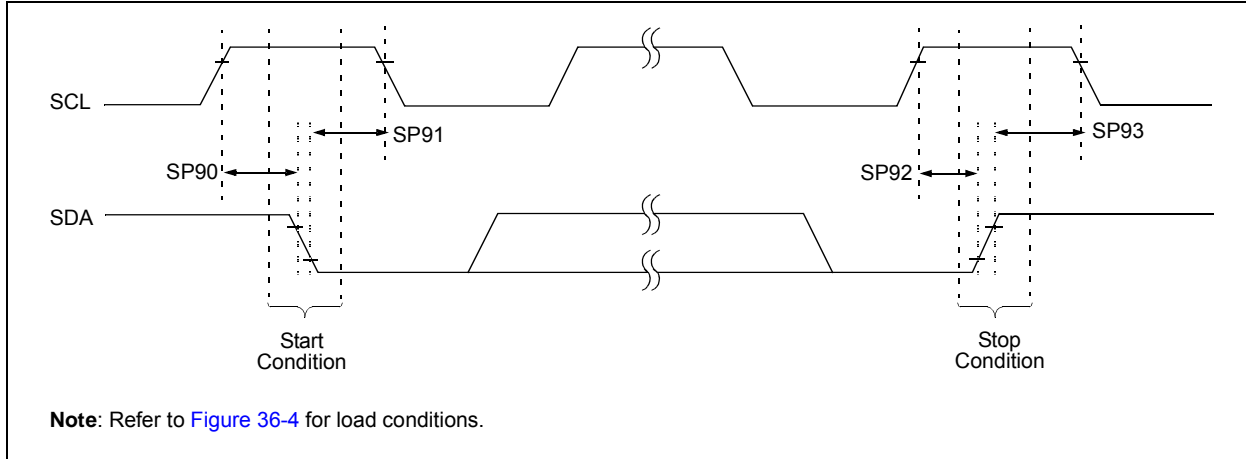 SCL
SP91
SP93
SP90
SP92
SDA
Start
Condition
Stop
Condition
Note: Refer to Figure 36-4 for load conditions.